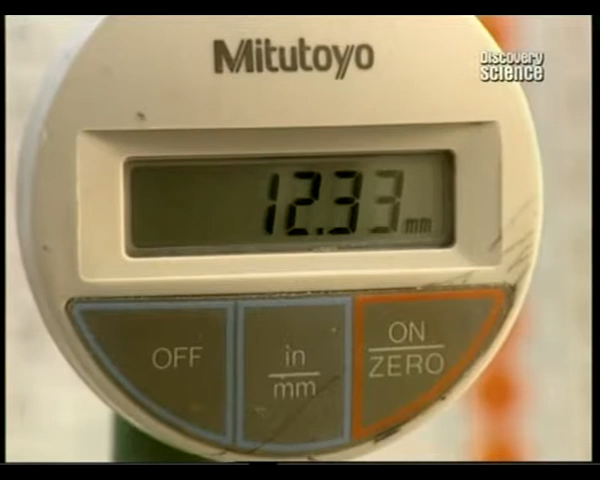 Mitutoyo
Discovery
SCIENCE
12.33 mm
OFF
in
mm
ON
ZERO